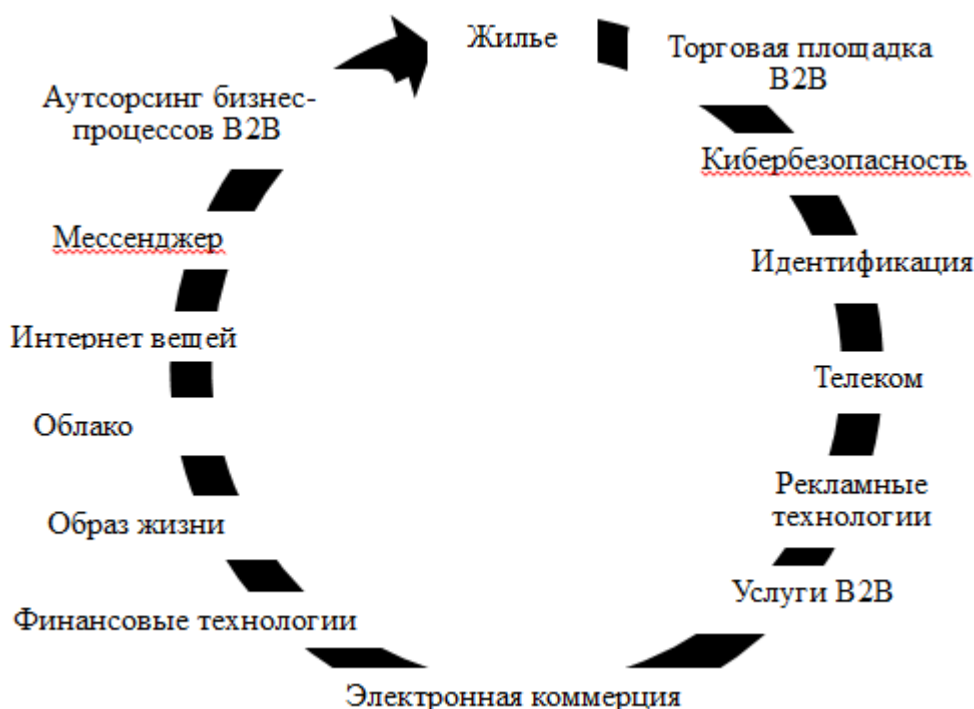 Жилье
Торговая площадка
B2B
Кибербезопасность
Идентификация
Телеком
Рекламные
технологии
Услуги B2B
Электронная коммерция
Финансовые технологии
Образ жизни
Облако
Интернет вещей
Мессенджер
Аутсорсинг бизнес-
процессов B2B